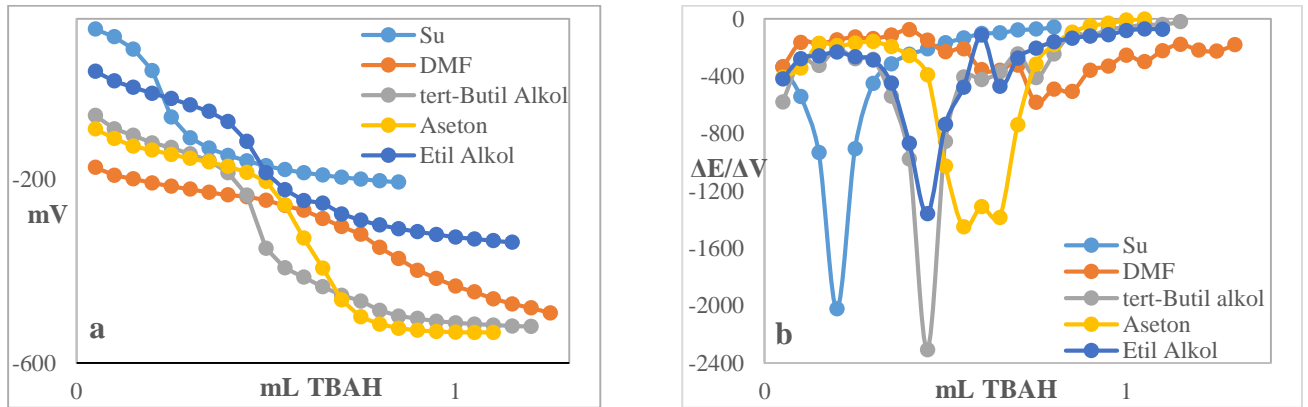 Su
DMF
tert-Butil Alkol
Aseton
Etil Alkol
-200
mV
a
-600
0
mL TBAH
1
0
-400
-800
ΔE/ΔV
-1200
-1600
-2000
-2400
Su
DMF
tert-Butil alkol
Aseton
Etil Alkol
b
0
mL TBAH
1